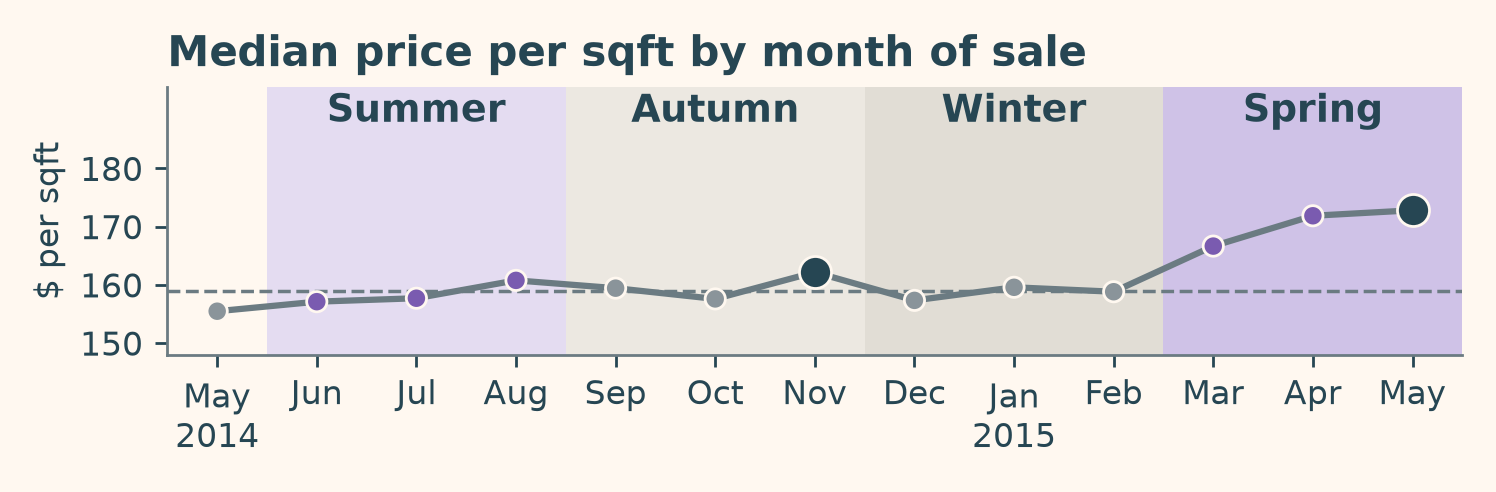 Median price per sqft by month of sale
Summer Autumn Winter Spring
$ per sqft
180
170
160
150
May Jun Jul Aug Sep Oct Nov Dec Jan Feb Mar Apr May
2014 2015